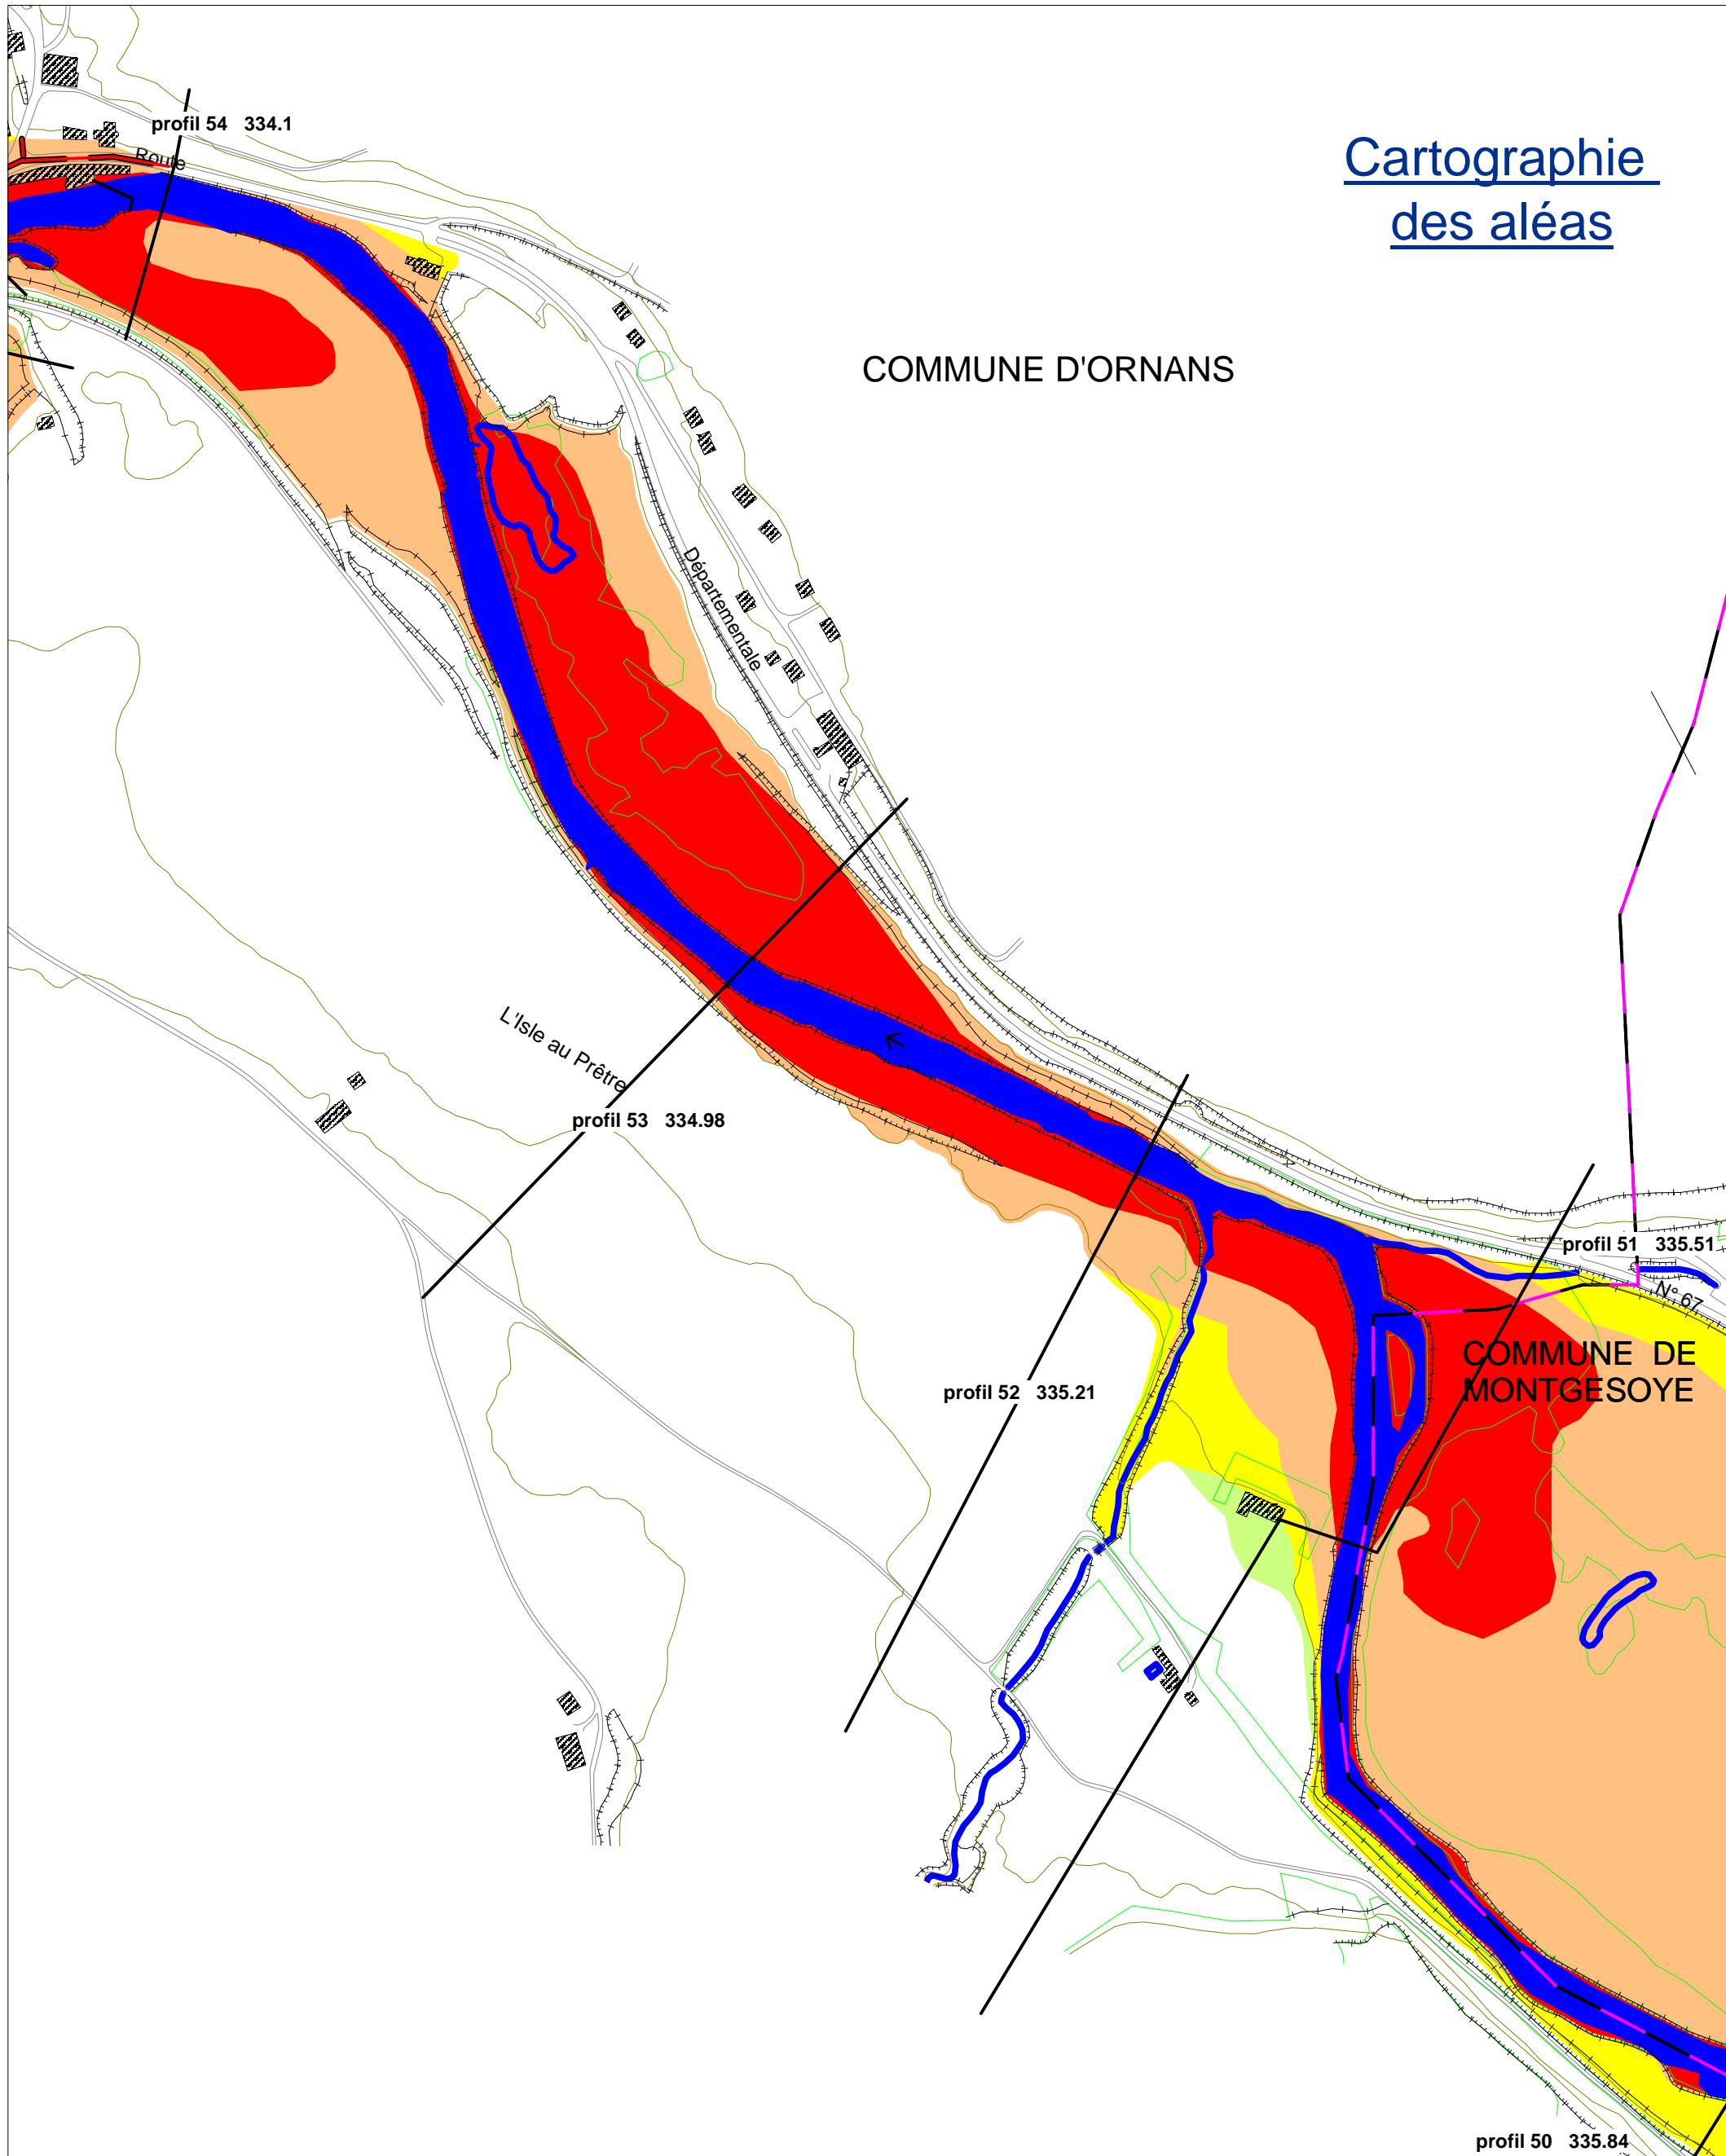 Cartographie
des aléas
profil 54 334.1
Route
COMMUNE D'ORNANS
Départementale
L'Isle au Prêtre
profil 53 334.98
profil 51 335.51
N° 67
COMMUNE DE
MONTGESOYE
profil 52 335.21
profil 50 335.84